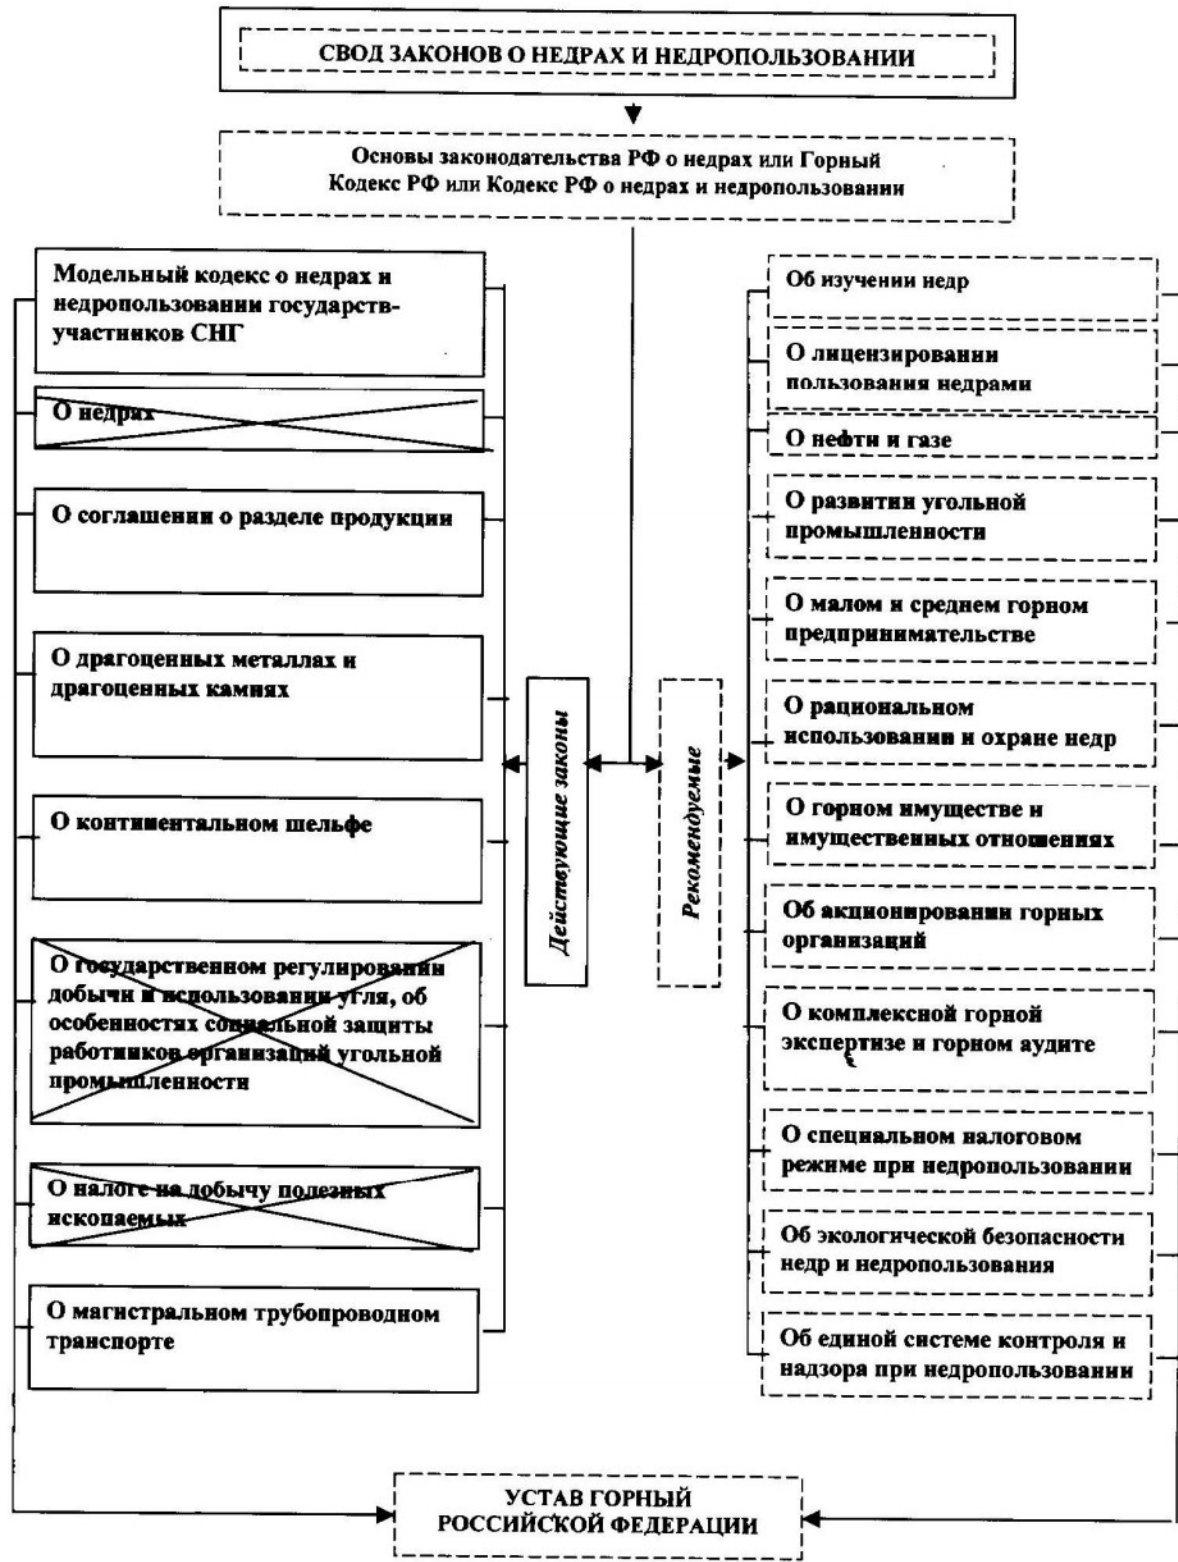 СВОД ЗАКОНОВ О НЕДРАХ И НЕДРОПОЛЬЗОВАНИИ
Основы законодательства РФ о недрах или Горный
Кодекс РФ или Кодекс РФ о недрах и недропользовании
Модельный кодекс о недрах и
недропользовании государств-
участников СНГ
О недрах
О соглашении о разделе продукции
О драгоценных металлах и
драгоценных камнях
О континентальном шельфе
О государственном регулировании
добычи и использовании угля, об
особенностях социальной защиты
работников организаций угольной
промышленности
О налоге на добычу полезных
ископаемых
О магистральном трубопроводном
транспорте
Действующие законы
Рекомендуемые
Об изучении недр
О лицензировании
пользования недрами
О нефти и газе
О развитии угольной
промышленности
О малом и среднем горном
предпринимательстве
О рациональном
использовании и охране недр
О горном имуществе и
имущественных отношениях
Об акционировании горных
организаций
О комплексной горной
экспертизе и горном аудите
О специальном налоговом
режиме при недропользовании
Об экологической безопасности
недр и недропользования
Об единой системе контроля и
надзора при недропользовании
УСТАВ ГОРНЫЙ
РОССИЙСКОЙ ФЕДЕРАЦИИ